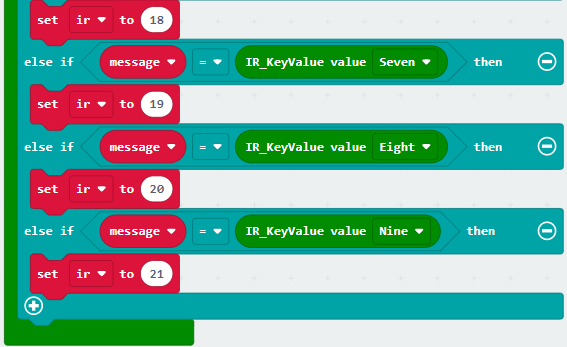 set ir to 18
else if message = IR_KeyValue value Seven then
set ir to 19
else if message = IR_KeyValue value Eight then
set ir to 20
else if message = IR_KeyValue value Nine then
set ir to 21